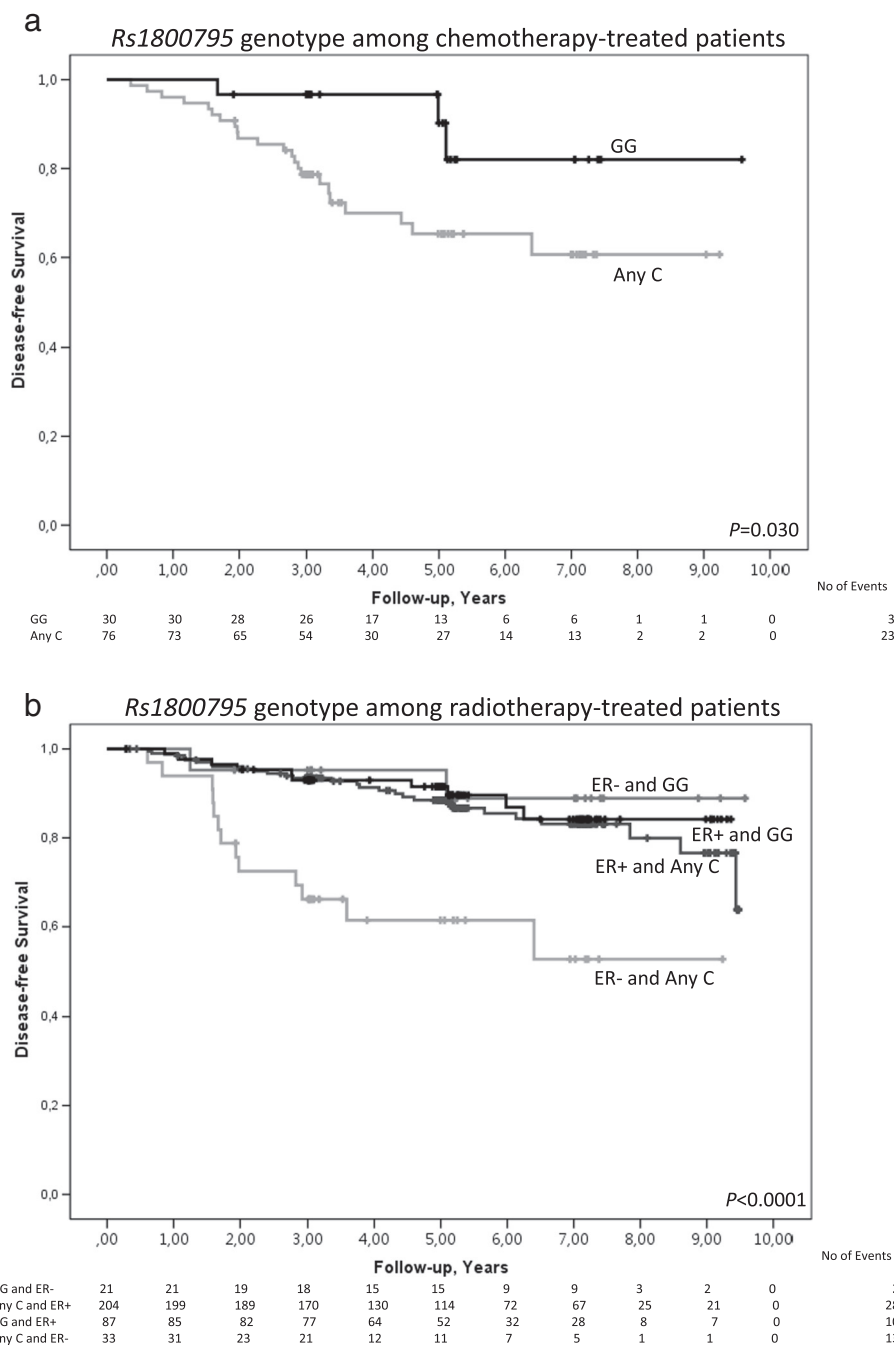 a
Rs1800795 genotype among chemotherapy-treated patients
1,0
0,8
0,6
0,4
0,2
0,0
Disease-free Survival
GG
Any C
P=0.030
,00 1,00 2,00 3,00 4,00 5,00 6,00 7,00 8,00 9,00 10,00
Follow-up, Years
No of Events
GG 30 30 28 26 17 13 6 6 1 1 0 3
Any C 76 73 65 54 30 27 14 13 2 2 0 23
b
Rs1800795 genotype among radiotherapy-treated patients
1,0
0,8
0,6
0,4
0,2
0,0
Disease-free Survival
ER- and GG
ER+ and GG
ER+ and Any C
ER- and Any C
P<0.0001
,00 1,00 2,00 3,00 4,00 5,00 6,00 7,00 8,00 9,00 10,00
Follow-up, Years
No of Events
G and ER- 21 21 19 18 15 15 9 9 3 2 0
ny C and ER+ 204 199 189 170 130 114 72 67 25 21 0 28
G and ER+ 87 85 82 77 64 52 32 28 8 7 0 10
ny C and ER- 33 31 23 21 12 11 7 5 1 1 0